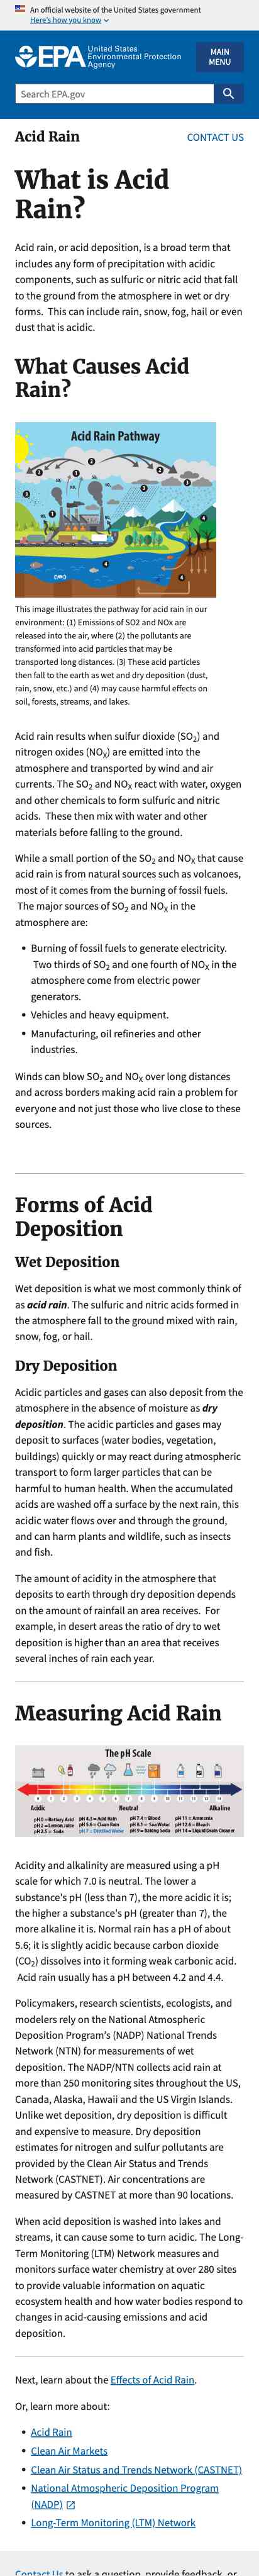 An official website of the United States government
Here's how you know
EPA United States
Environmental Protection
Agency
MAIN
MENU
Search EPA.gov
Acid Rain
CONTACT US
What is Acid
Rain?
Acid rain, or acid deposition, is a broad term that
includes any form of precipitation with acidic
components, such as sulfuric or nitric acid that fall
to the ground from the atmosphere in wet or dry
forms.  This can include rain, snow, fog, hail or even
dust that is acidic.
What Causes Acid
Rain?
Acid Rain Pathway
This image illustrates the pathway for acid rain in our
environment: (1) Emissions of SO2 and NOx are
released into the air, where (2) the pollutants are
transformed into acid particles that may be
transported long distances. (3) These acid particles
then fall to the earth as wet and dry deposition (dust,
rain, snow, etc.) and (4) may cause harmful effects on
soil, forests, streams, and lakes.
Acid rain results when sulfur dioxide (SO2) and
nitrogen oxides (NOX) are emitted into the
atmosphere and transported by wind and air
currents. The SO2 and NOX react with water, oxygen
and other chemicals to form sulfuric and nitric
acids.  These then mix with water and other
materials before falling to the ground.
While a small portion of the SO2 and NOX that cause
acid rain is from natural sources such as volcanoes,
most of it comes from the burning of fossil fuels.
The major sources of SO2 and NOX in the
atmosphere are:
• Burning of fossil fuels to generate electricity.
Two thirds of SO2 and one fourth of NOX in the
atmosphere come from electric power
generators.
• Vehicles and heavy equipment.
• Manufacturing, oil refineries and other
industries.
Winds can blow SO2 and NOX over long distances
and across borders making acid rain a problem for
everyone and not just those who live close to these
sources.
Forms of Acid
Deposition
Wet Deposition
Wet deposition is what we most commonly think of
as acid rain. The sulfuric and nitric acids formed in
the atmosphere fall to the ground mixed with rain,
snow, fog, or hail.
Dry Deposition
Acidic particles and gases can also deposit from the
atmosphere in the absence of moisture as dry
deposition. The acidic particles and gases may
deposit to surfaces (water bodies, vegetation,
buildings) quickly or may react during atmospheric
transport to form larger particles that can be
harmful to human health. When the accumulated
acids are washed off a surface by the next rain, this
acidic water flows over and through the ground,
and can harm plants and wildlife, such as insects
and fish.
The amount of acidity in the atmosphere that
deposits to earth through dry deposition depends
on the amount of rainfall an area receives.  For
example, in desert areas the ratio of dry to wet
deposition is higher than an area that receives
several inches of rain each year.
Measuring Acid Rain
The pH Scale
0 1 2 3 4 5 6 7 8 9 10 11 12 13 14
Acidic Neutral Alkaline
pH 0 = Battery Acid pH 4.3 = Acid Rain pH 7.4 = Blood pH 11 = Ammonia
pH 2 = Lemon Juice pH 5.6 = Clean Rain pH 8.1 = Sea Water pH 12.6 = Bleach
pH 2.5 = Soda pH 7 = Distilled Water pH 9 = Baking Soda pH 14 = Liquid Drain Cleaner
Acidity and alkalinity are measured using a pH
scale for which 7.0 is neutral. The lower a
substance's pH (less than 7), the more acidic it is;
the higher a substance's pH (greater than 7), the
more alkaline it is. Normal rain has a pH of about
5.6; it is slightly acidic because carbon dioxide
(CO2) dissolves into it forming weak carbonic acid.
Acid rain usually has a pH between 4.2 and 4.4.
Policymakers, research scientists, ecologists, and
modelers rely on the National Atmospheric
Deposition Program's (NADP) National Trends
Network (NTN) for measurements of wet
deposition. The NADP/NTN collects acid rain at
more than 250 monitoring sites throughout the US,
Canada, Alaska, Hawaii and the US Virgin Islands.
Unlike wet deposition, dry deposition is difficult
and expensive to measure. Dry deposition
estimates for nitrogen and sulfur pollutants are
provided by the Clean Air Status and Trends
Network (CASTNET). Air concentrations are
measured by CASTNET at more than 90 locations.
When acid deposition is washed into lakes and
streams, it can cause some to turn acidic. The Long-
Term Monitoring (LTM) Network measures and
monitors surface water chemistry at over 280 sites
to provide valuable information on aquatic
ecosystem health and how water bodies respond to
changes in acid-causing emissions and acid
deposition.
Next, learn about the Effects of Acid Rain.
Or, learn more about:
• Acid Rain
• Clean Air Markets
• Clean Air Status and Trends Network (CASTNET)
• National Atmospheric Deposition Program
(NADP)
• Long-Term Monitoring (LTM) Network
Contact Us to ask a question, provide feedback, or